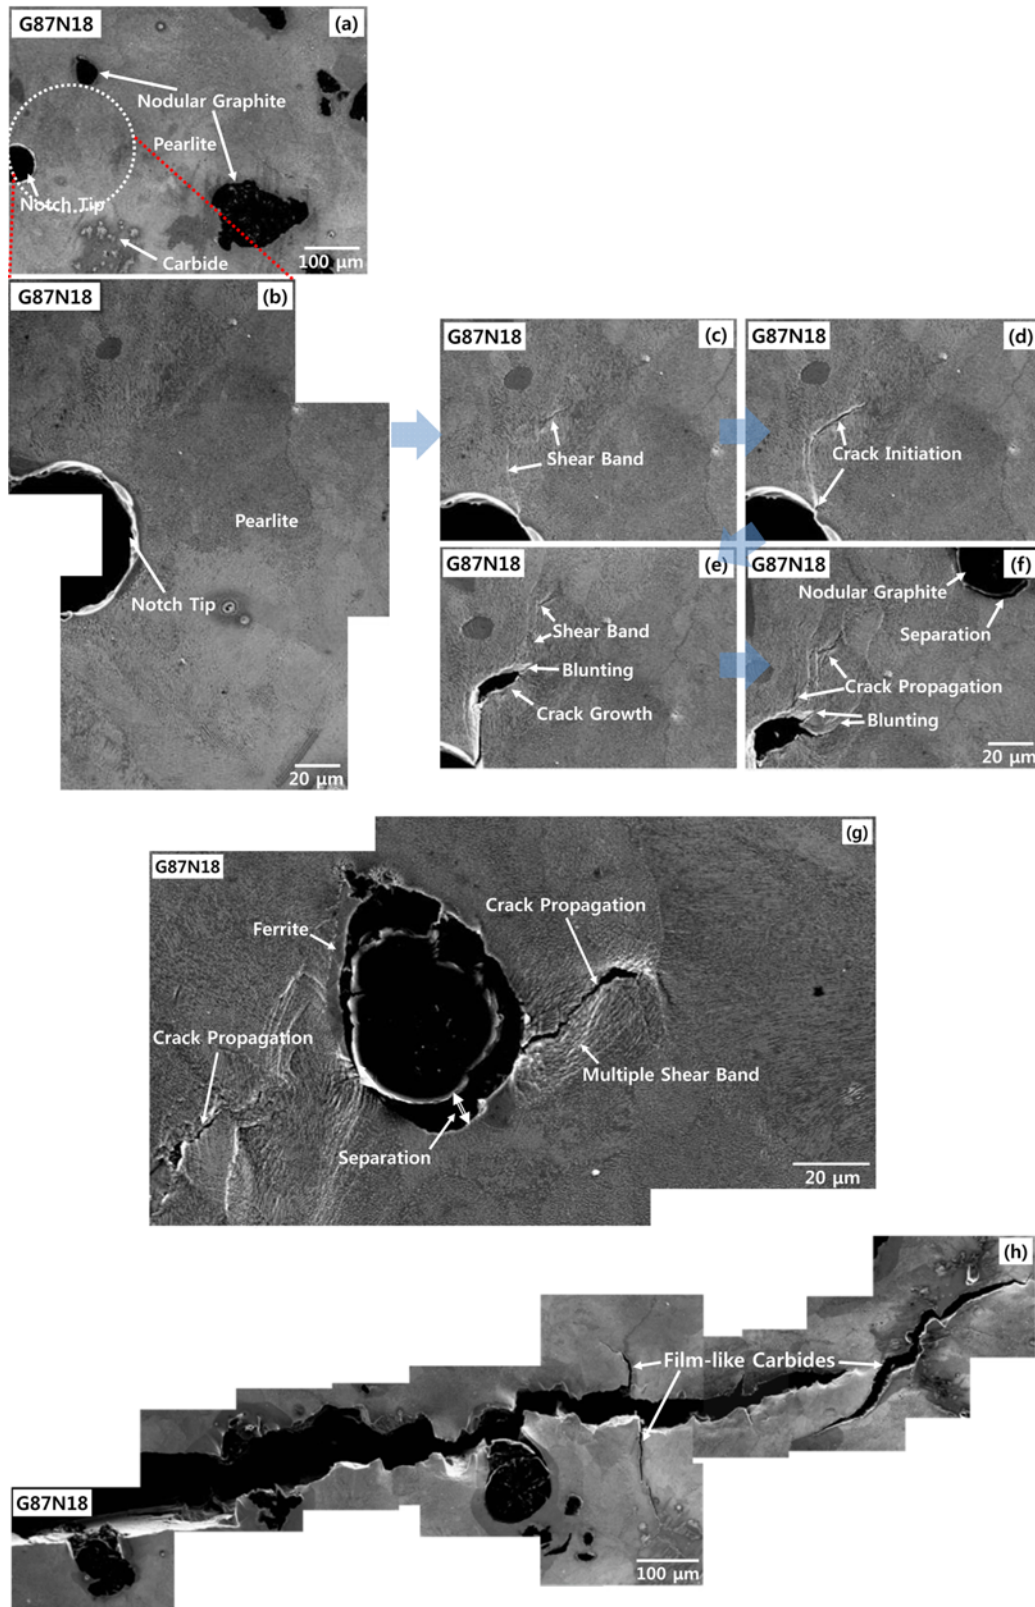 G87N18
(a)
Nodular Graphite
Pearlite
Notch Tip
Carbide
100 μm
G87N18
(b)
Pearlite
Notch Tip
20 μm
G87N18
(c)
Shear Band
G87N18
(d)
Crack Initiation
G87N18
(e)
Shear Band
Blunting
Crack Growth
G87N18
(f)
Nodular Graphite
Separation
Crack Propagation
Blunting
20 μm
G87N18
(g)
Crack Propagation
Ferrite
Crack Propagation
Multiple Shear Band
Separation
20 μm
(h)
Film-like Carbides
G87N18
100 μm